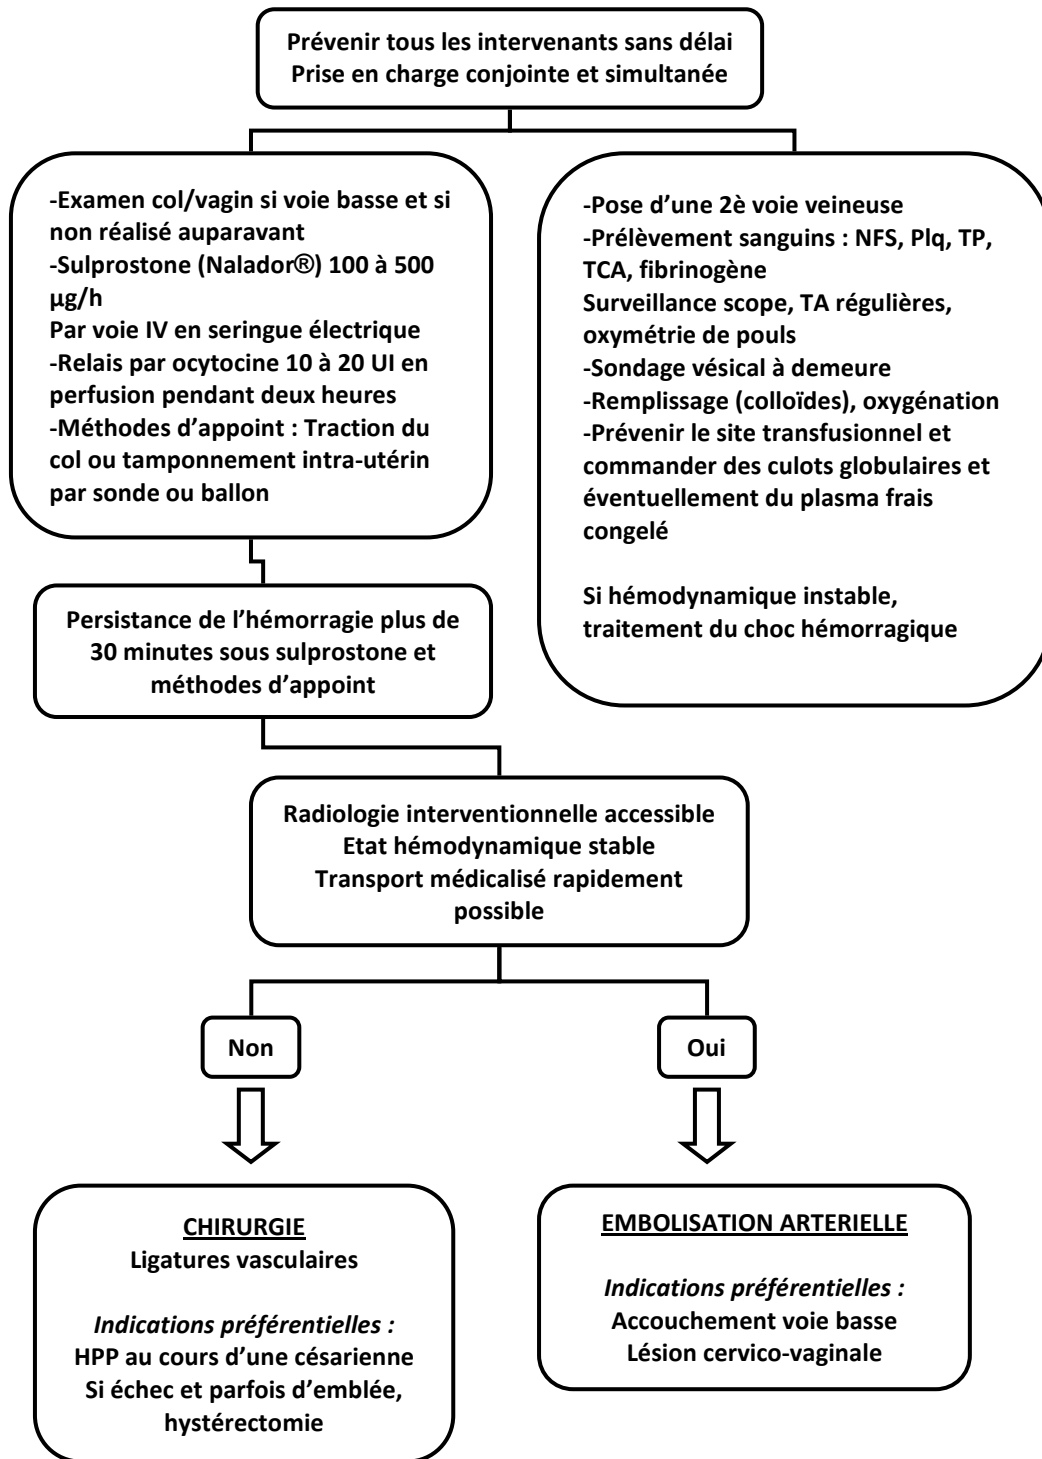 Prévenir tous les intervenants sans délai
Prise en charge conjointe et simultanée
-Examen col/vagin si voie basse et si
non réalisé auparavant
-Sulprostone (Nalador®) 100 à 500
µg/h
Par voie IV en seringue électrique
-Relais par ocytocine 10 à 20 UI en
perfusion pendant deux heures
-Méthodes d’appoint : Traction du
col ou tamponnement intra-utérin
par sonde ou ballon
-Pose d’une 2è voie veineuse
-Prélèvement sanguins : NFS, Plq, TP,
TCA, fibrinogène
Surveillance scope, TA régulières,
oxymétrie de pouls
-Sondage vésical à demeure
-Remplissage (colloïdes), oxygénation
-Prévenir le site transfusionnel et
commander des culots globulaires et
éventuellement du plasma frais
congelé
Si hémodynamique instable,
traitement du choc hémorragique
Persistance de l’hémorragie plus de
30 minutes sous sulprostone et
méthodes d’appoint
Radiologie interventionnelle accessible
Etat hémodynamique stable
Transport médicalisé rapidement
possible
Non
Oui
CHIRURGIE
Ligatures vasculaires
Indications préférentielles :
HPP au cours d’une césarienne
Si échec et parfois d’emblée,
hystérectomie
EMBOLISATION ARTERIELLE
Indications préférentielles :
Accouchement voie basse
Lésion cervico-vaginale